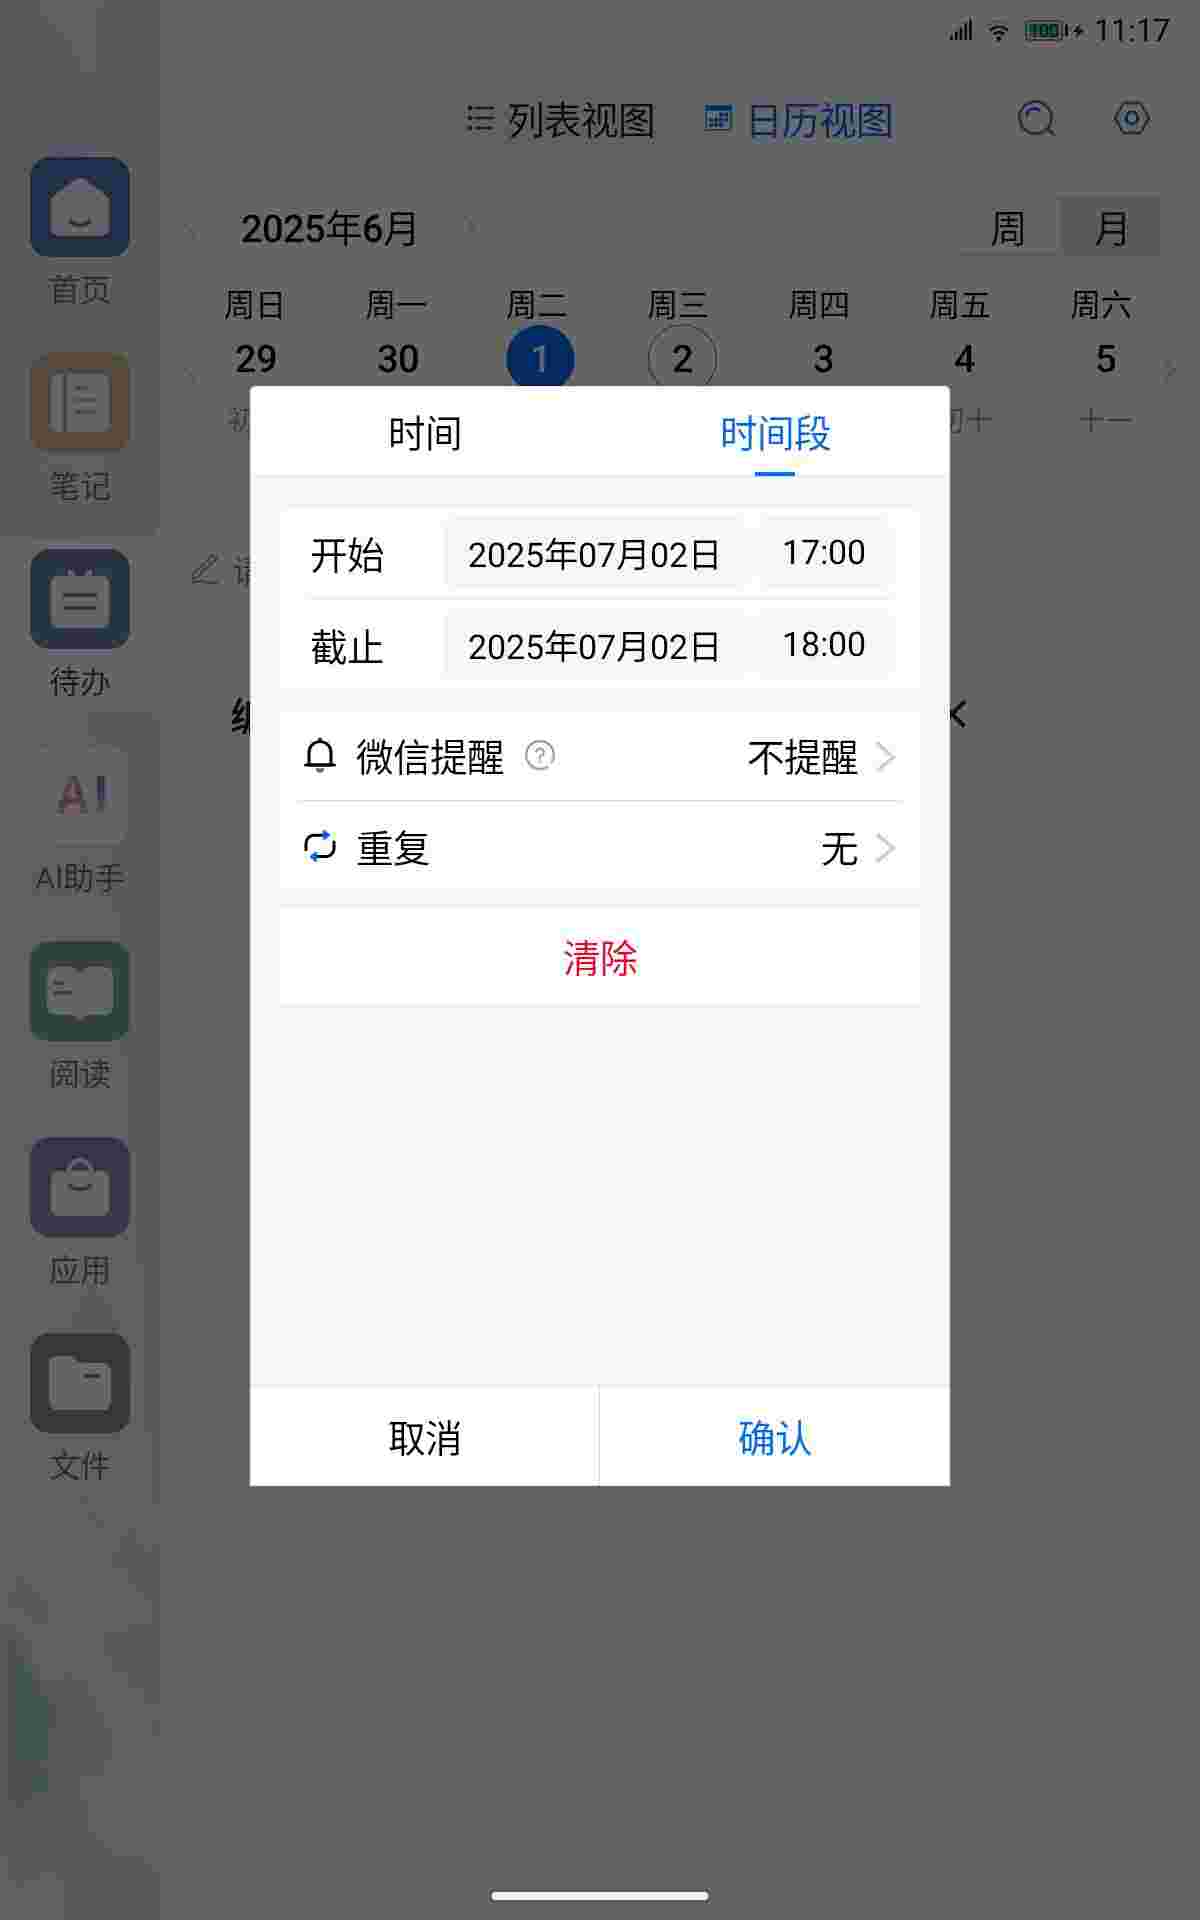 100 11:17
列表视图 日历视图
2025年6月 周 月
周日 周一 周二 周三 周四 周五 周六
29 30 1 2 3 4 5
初十 十一
首页
笔记
待办
AI
AI助手
阅读
应用
文件
时间 时间段
开始 2025年07月02日 17:00
截止 2025年07月02日 18:00
微信提醒 ? 不提醒
重复 无
清除
取消 确认